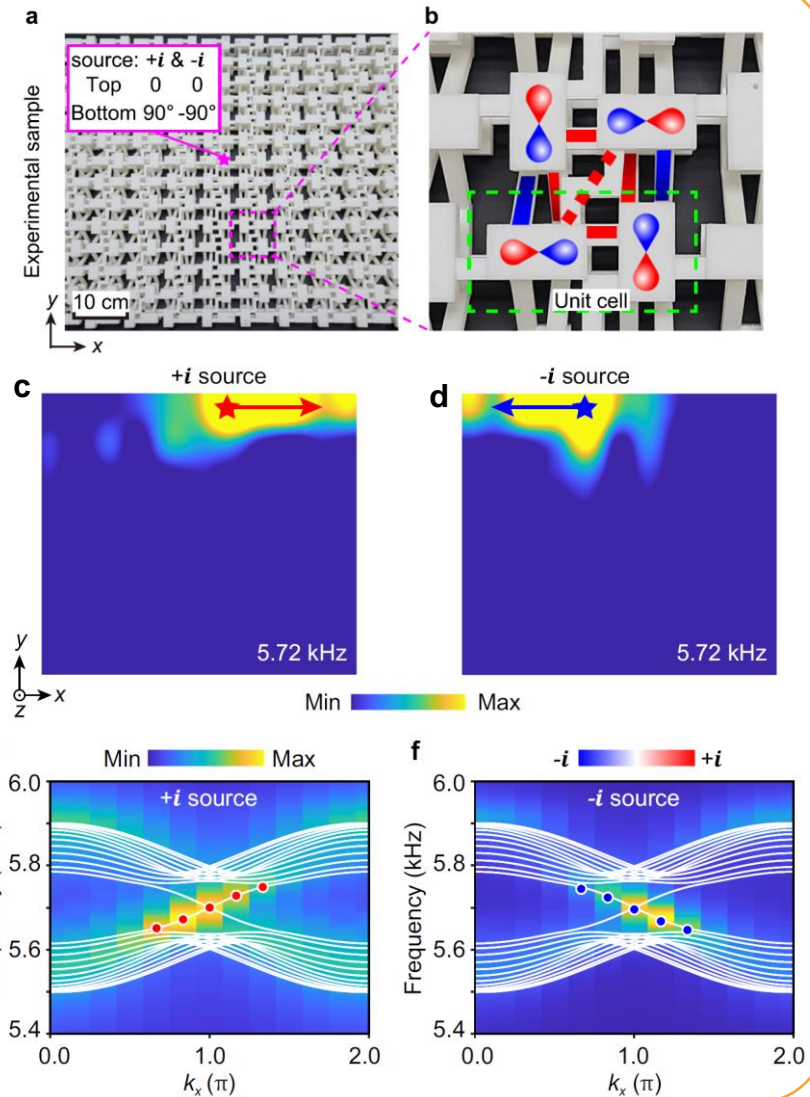 a
b
source: +i & -i
Top 0 0
Bottom 90° -90°
Experimental sample
10 cm
y
x
Unit cell
c
+i source
d
-i source
5.72 kHz
5.72 kHz
y
z
x
Min
Max
Min
Max
f
-i
+i
6.0
+i source
5.8
5.6
5.4
0.0
1.0
2.0
kx (π)
6.0
-i source
5.8
Frequency (kHz)
5.6
5.4
0.0
1.0
2.0
kx (π)